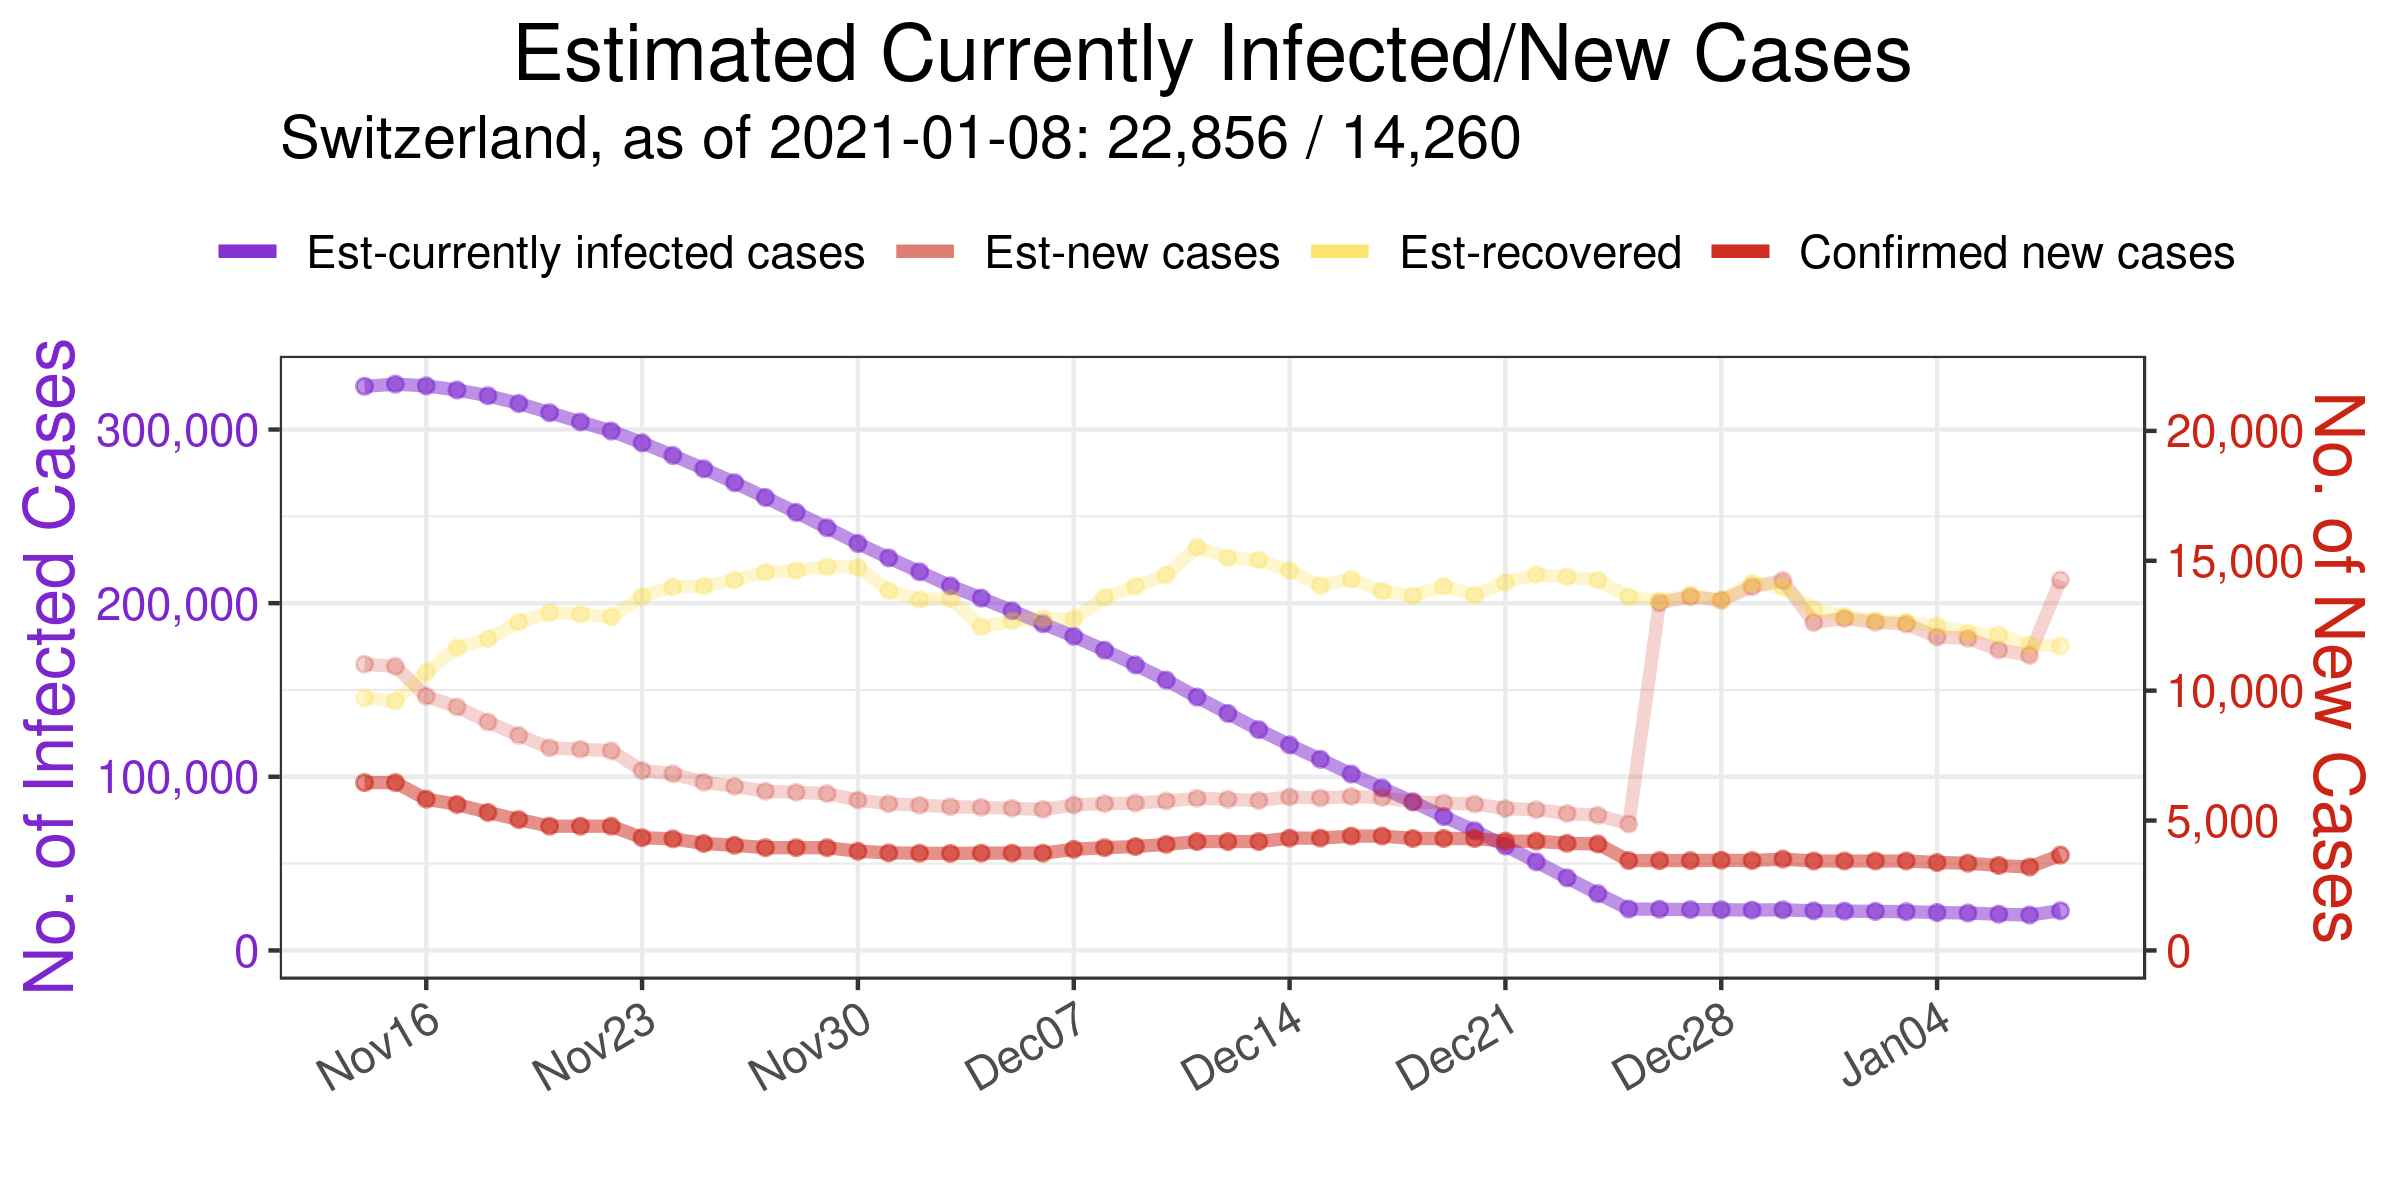 Estimated Currently Infected/New Cases
Switzerland, as of 2021-01-08: 22,856 / 14,260
Est-currently infected cases Est-new cases Est-recovered Confirmed new cases
No. of Infected Cases
300,000
200,000
100,000
0
20,000
15,000
10,000
5,000
0
No. of New Cases
Nov16 Nov23 Nov30 Dec07 Dec14 Dec21 Dec28 Jan04